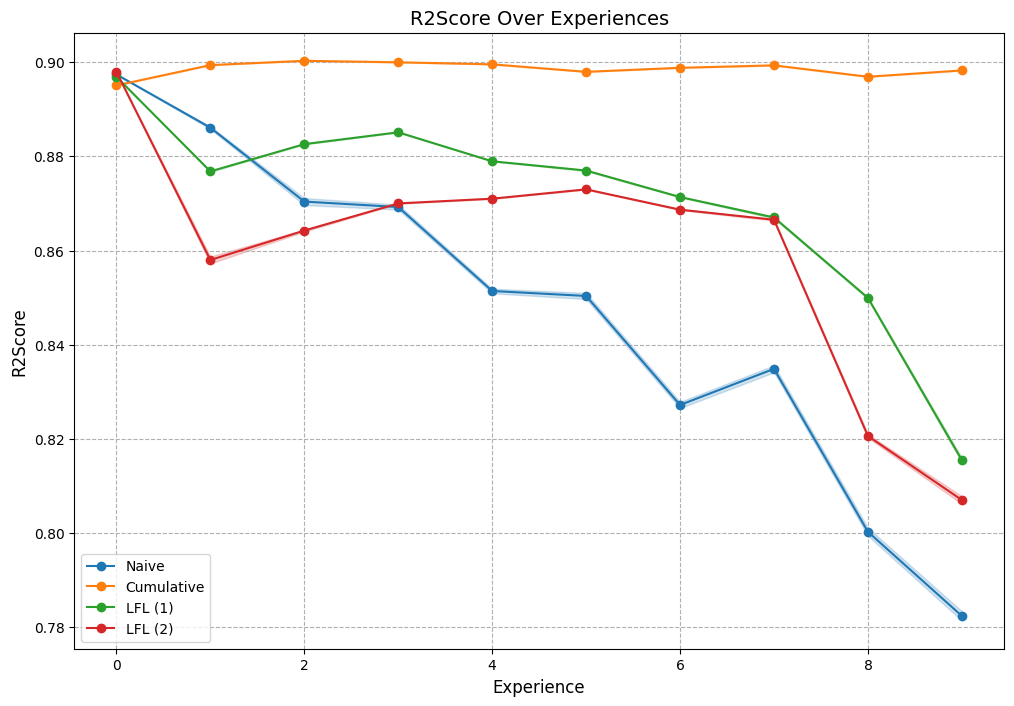 R2Score Over Experiences
R2Score
0.90
0.88
0.86
0.84
0.82
0.80
0.78
Naive
Cumulative
LFL (1)
LFL (2)
0 2 4 6 8
Experience